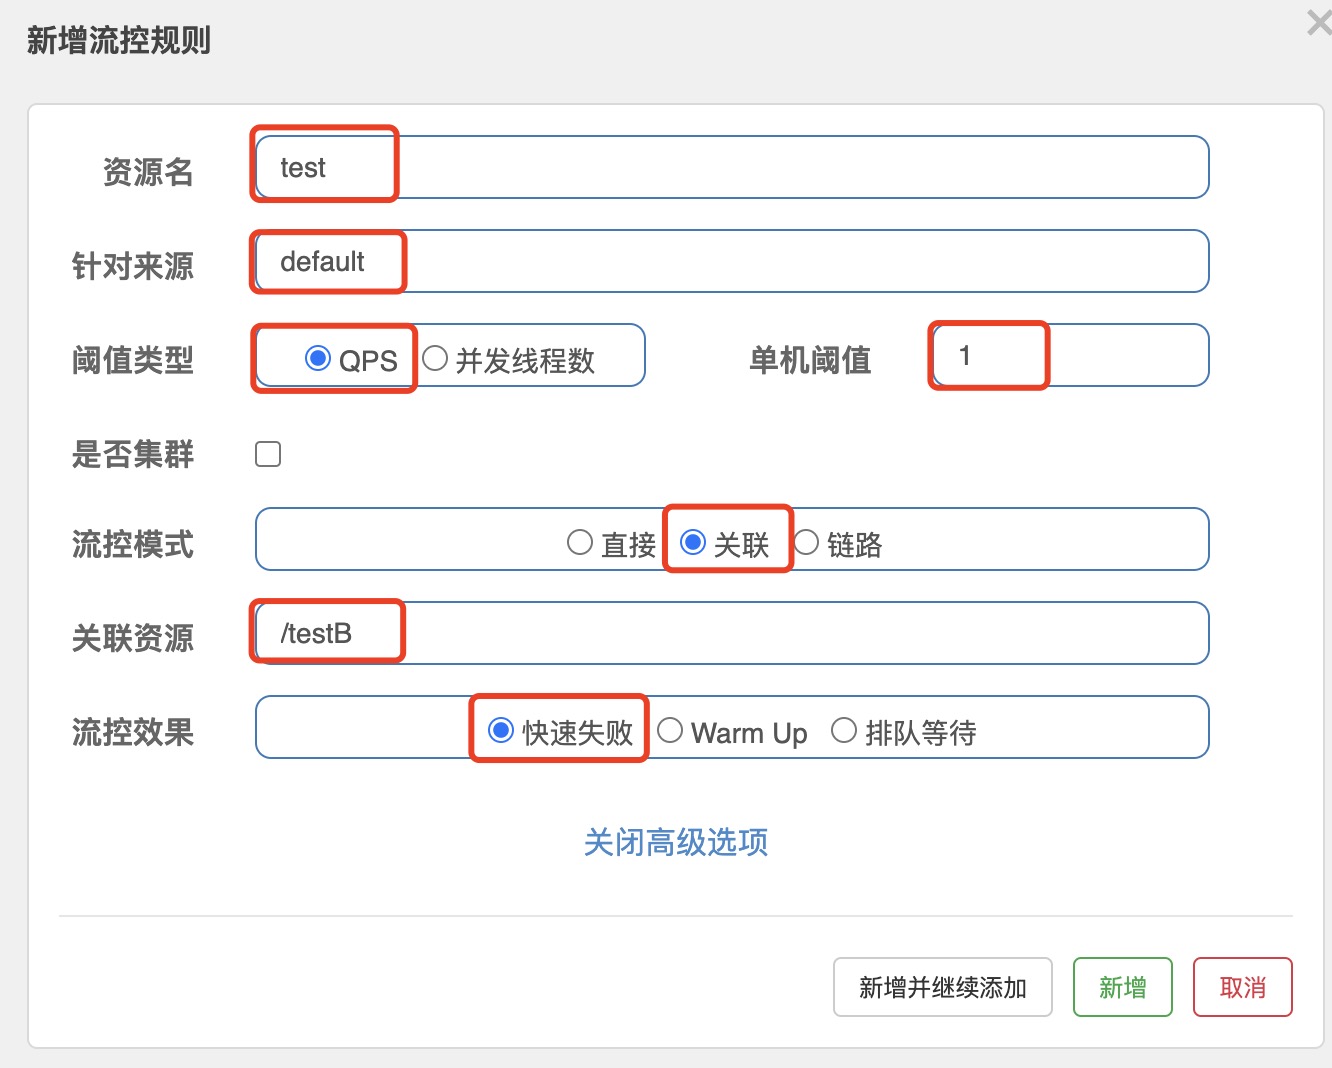 新增流控规则
资源名 test
针对来源 default
阈值类型 QPS 并发线程数 单机阈值 1
是否集群
流控模式 直接 关联 链路
关联资源 /testB
流控效果 快速失败 Warm Up 排队等待
关闭高级选项
新增并继续添加 新增 取消